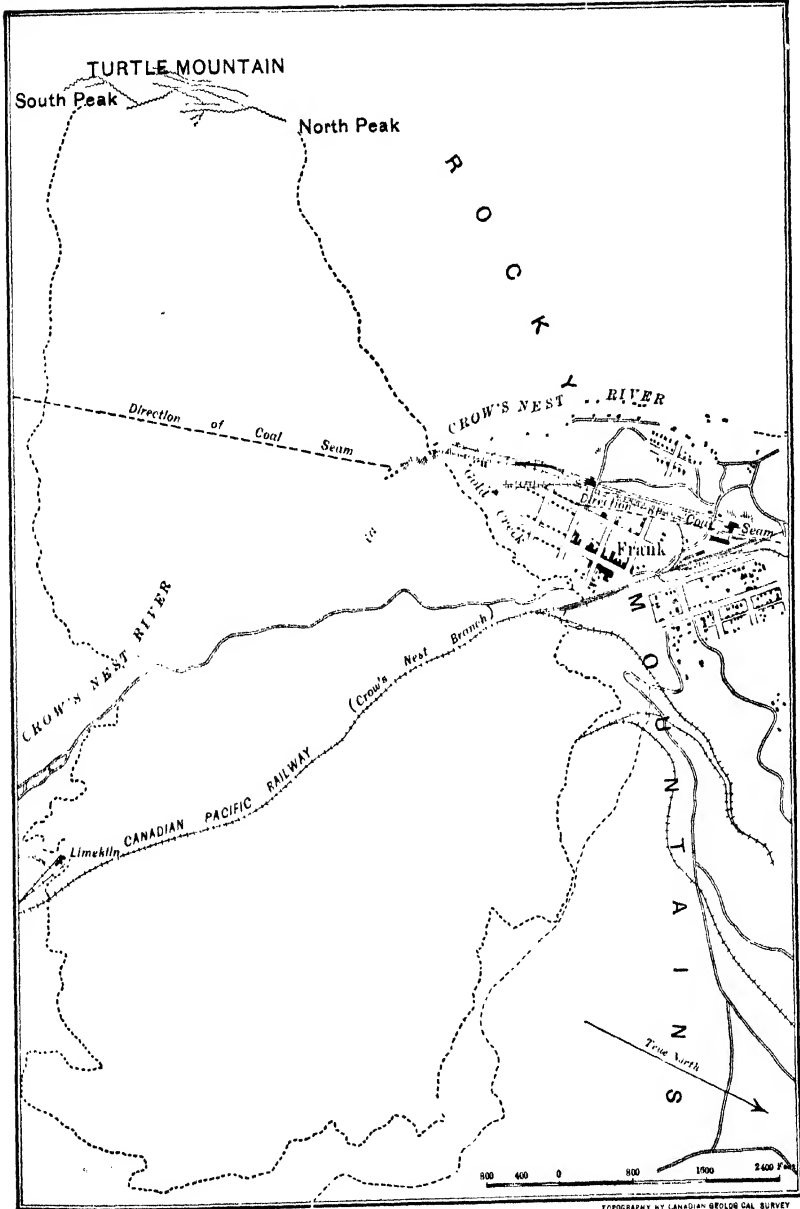 TURTLE MOUNTAIN
South Peak
North Peak
ROCKY MOUNTAINS
CROW'S NEST RIVER
Direction of Coal Seam
Gold Creek
Direction of Coal Seam
Frank
CROW'S NEST RIVER
(Crow's Nest Branch)
CANADIAN PACIFIC RAILWAY
Limekiln
True North
800 400 0 800 1600 2400 Feet
TOPOGRAPHY BY CANADIAN GEOLOGICAL SURVEY